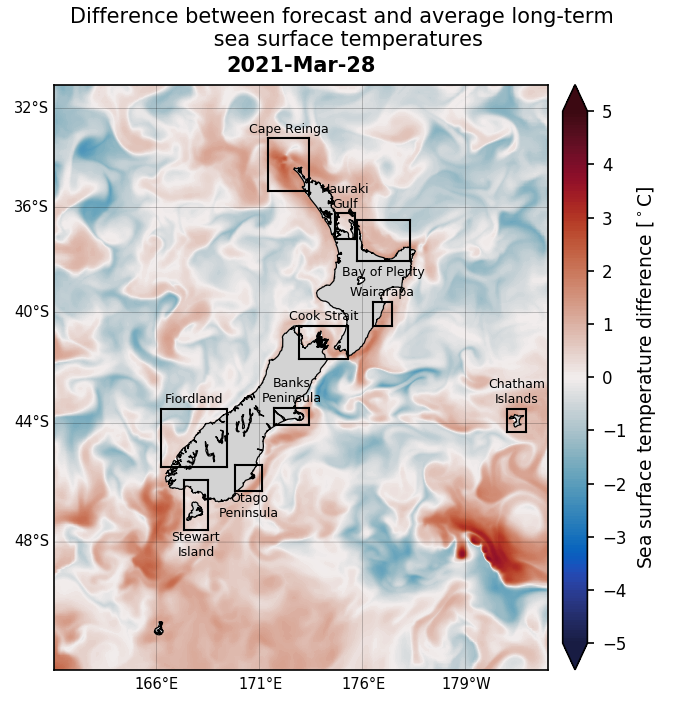 Difference between forecast and average long-term
sea surface temperatures
2021-Mar-28
32°S
36°S
40°S
44°S
48°S
Cape Reinga
Hauraki
Gulf
Bay of Plenty
Wairarapa
Cook Strait
Banks
Peninsula
Fiordland
Chatham
Islands
Otago
Peninsula
Stewart
Island
166°E
171°E
176°E
179°W
5
4
3
2
1
0
−1
−2
−3
−4
−5
Sea surface temperature difference [°C]